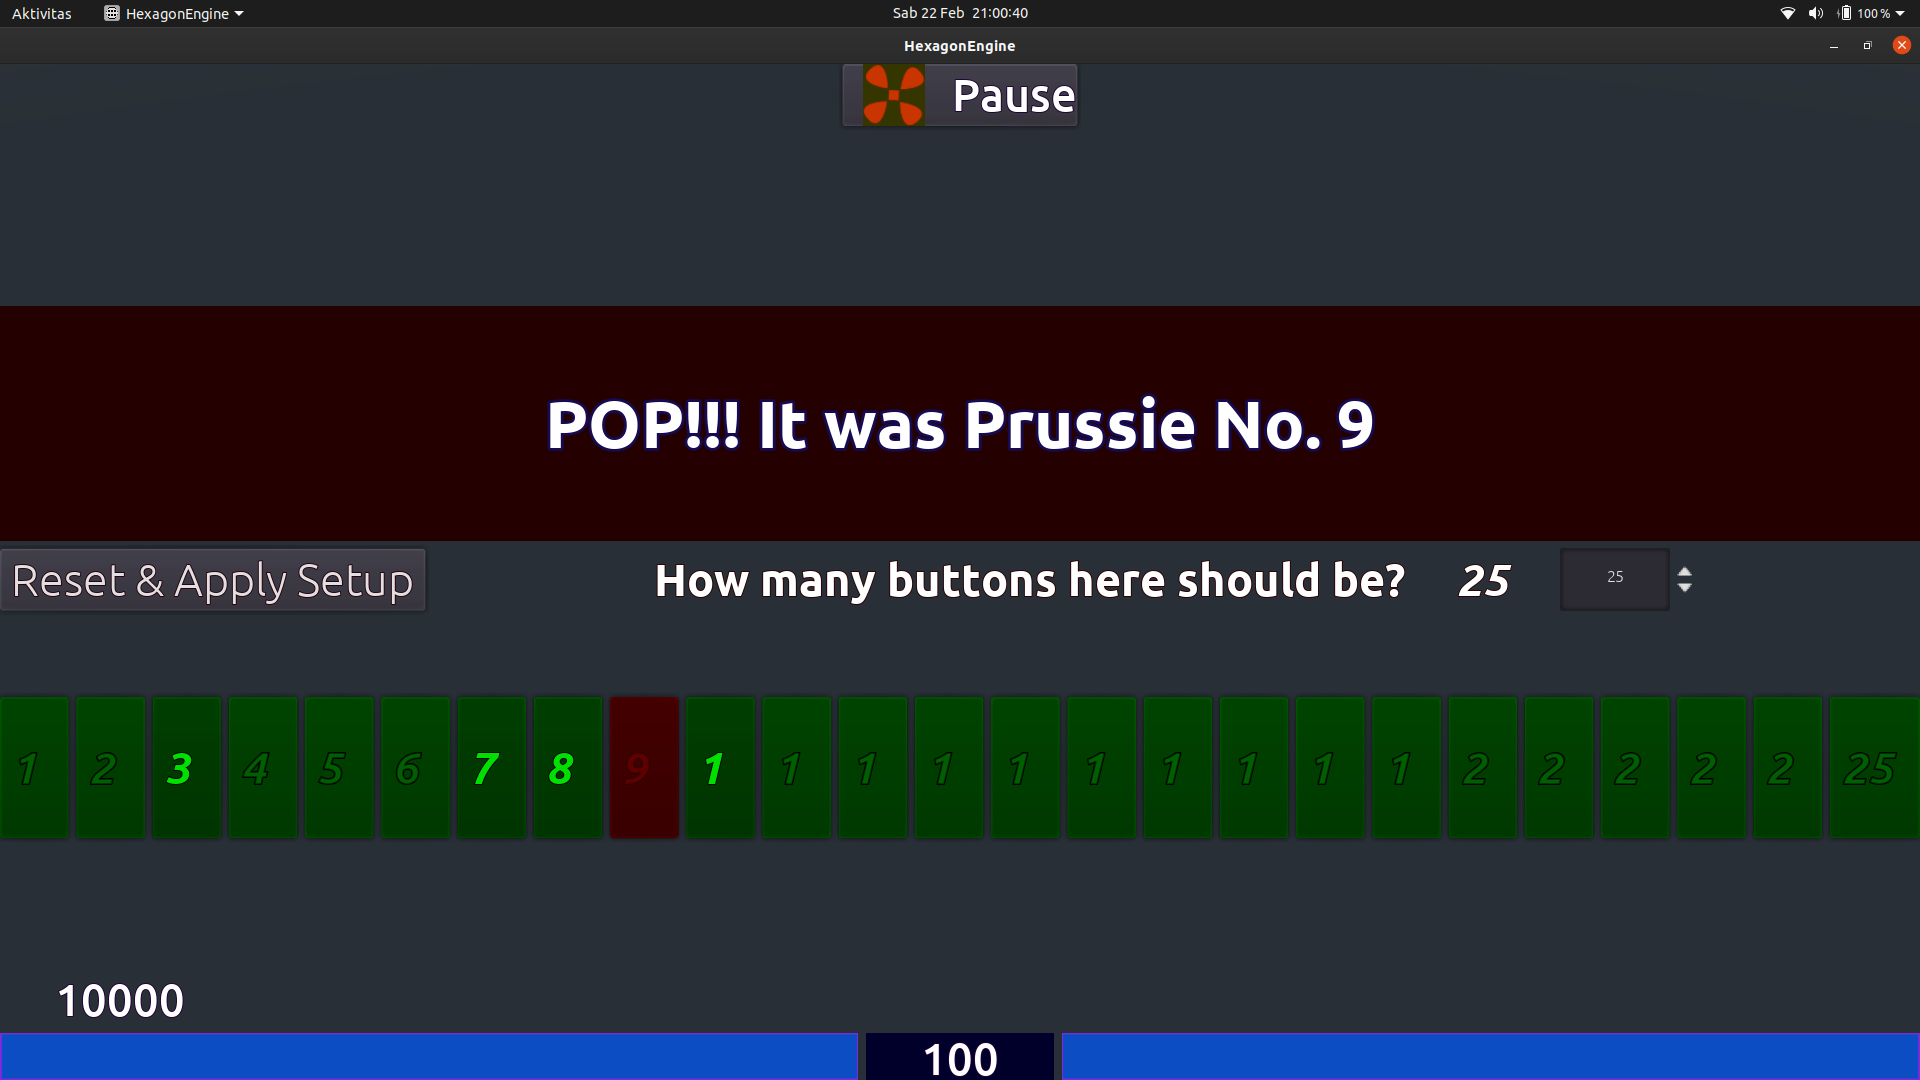 Aktivitas HexagonEngine Sab 22 Feb 21:00:40 100 %
HexagonEngine
Pause
POP!!! It was Prussie No. 9
Reset & Apply Setup How many buttons here should be? 25 25
1 2 3 4 5 6 7 8 9 1 1 1 1 1 1 1 1 1 1 2 2 2 2 2 25
10000
100